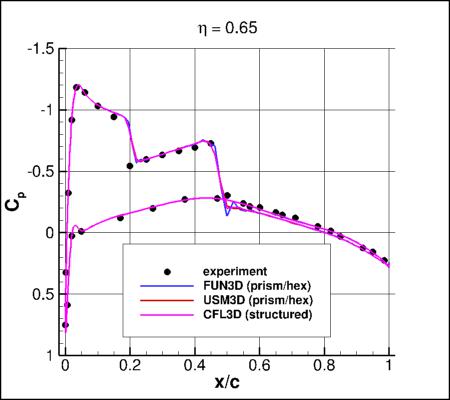 η = 0.65
-1.5
-1
-0.5
0
0.5
1
Cp
experiment
FUN3D (prism/hex)
USM3D (prism/hex)
CFL3D (structured)
0 0.2 0.4 0.6 0.8 1
x/c